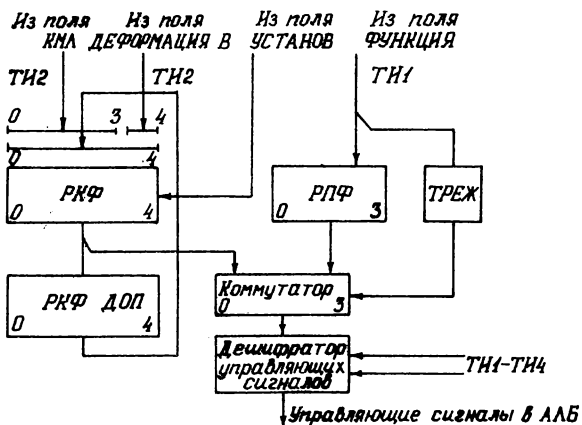 Из поля Из поля Из поля Из поля
КМЛ ДЕФОРМАЦИЯ В УСТАНОВ ФУНКЦИЯ
ТИ2 ТИ2 ТИ1
0 3 4
0 4
РКФ
0 4
РПФ
0 3
ТРЕЖ
РКФ ДОП
0 4
Коммутатор
0 3
Дешифратор
управляющих
сигналов
ТИ1-ТИ4
Управляющие сигналы в АЛБ